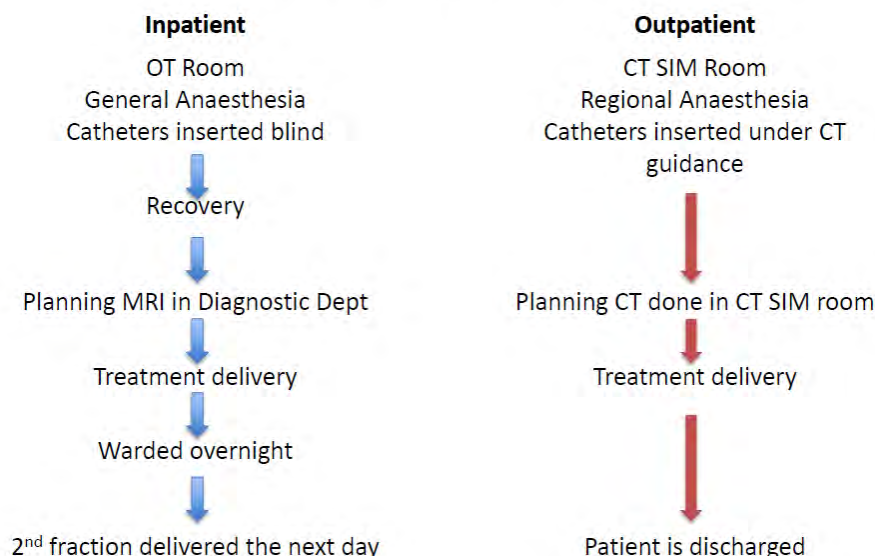 Inpatient
OT Room
General Anaesthesia
Catheters inserted blind
Recovery
Planning MRI in Diagnostic Dept
Treatment delivery
Warded overnight
2nd fraction delivered the next day
Outpatient
CT SIM Room
Regional Anaesthesia
Catheters inserted under CT
guidance
Planning CT done in CT SIM room
Treatment delivery
Patient is discharged